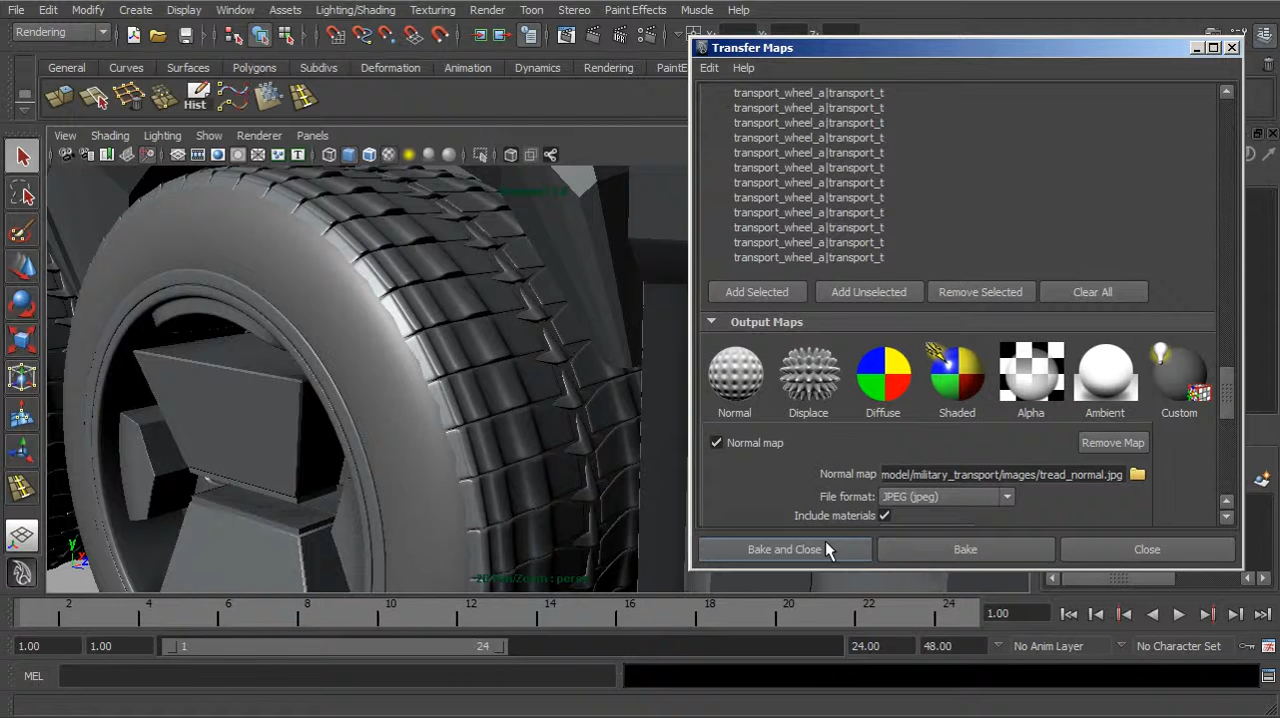 File Edit Modify Create Display Window Assets Lighting/Shading Texturing Render Toon Stereo Paint Effects Muscle Help
Rendering
General Curves Surfaces Subdivs Polygons Deformation Animation Dynamics Rendering PaintE
Hist
View Shading Lighting Show Renderer Panels
Transfer Maps
Edit Help
transport_wheel_a|transport_t
transport_wheel_a|transport_t
transport_wheel_a|transport_t
transport_wheel_a|transport_t
transport_wheel_a|transport_t
transport_wheel_a|transport_t
transport_wheel_a|transport_t
transport_wheel_a|transport_t
transport_wheel_a|transport_t
transport_wheel_a|transport_t
transport_wheel_a|transport_t
transport_wheel_a|transport_t
Add Selected Add Unselected Remove Selected Clear All
Output Maps
Normal Displace Diffuse Shaded Alpha Ambient Custom
Normal map Remove Map
Normal map model/military_transport/images/tread_normal.jpg
File format: JPEG (jpeg)
Include materials
Bake and Close Bake Close
2 4 6 8 10 12 14 16 18 20 22 24 1.00
1.00 1.00 1 24 24.00 48.00 No Anim Layer No Character Set
MEL